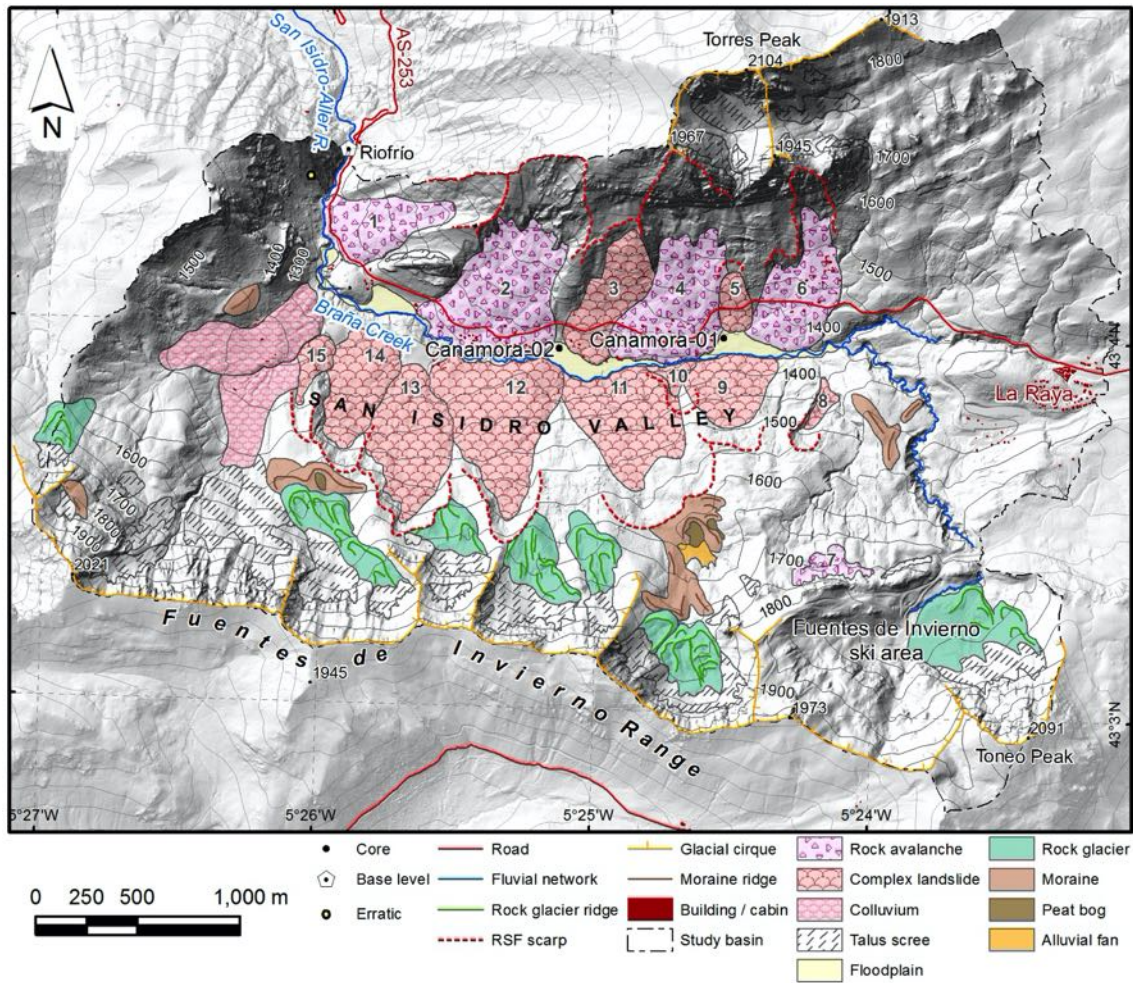 1913
Torres Peak
2104
1800
San Isidro-Aller R.
AS-253
N
Riofrío
1967
1945
1700
1600
1500
1400
1300
1500
1
2
3
4
5
6
1400
Braña Creek
Canamora-02
Canamora-01
43°4'N
La Raya
15
14
13
12
11
10
9
8
1400
1500
SAN ISIDRO VALLEY
1600
1600
1700
1800
1900
2021
1700
1800
Fuentes de Invierno
ski area
Fuentes de Invierno Range
1945
1900
1973
2091
Toneo Peak
43°3'N
5°27'W
5°26'W
5°25'W
5°24'W
Core
Road
Glacial cirque
Rock avalanche
Rock glacier
Base level
Fluvial network
Moraine ridge
Complex landslide
Moraine
Erratic
Rock glacier ridge
Building / cabin
Colluvium
Peat bog
RSF scarp
Study basin
Talus scree
Alluvial fan
Floodplain
0 250 500 1,000 m